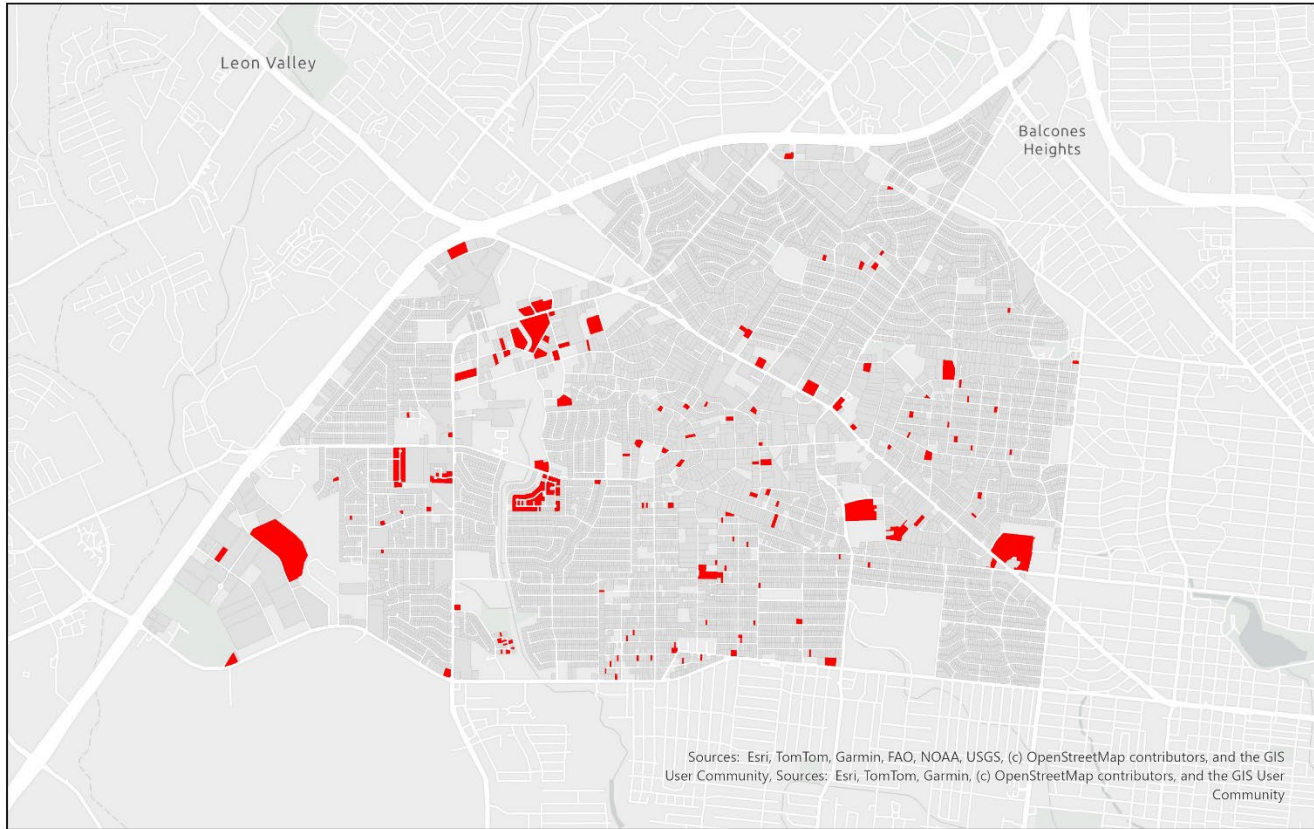 Leon Valley
Balcones
Heights
Sources: Esri, TomTom, Garmin, FAO, NOAA, USGS, (c) OpenStreetMap contributors, and the GIS
User Community, Sources: Esri, TomTom, Garmin, (c) OpenStreetMap contributors, and the GIS User
Community